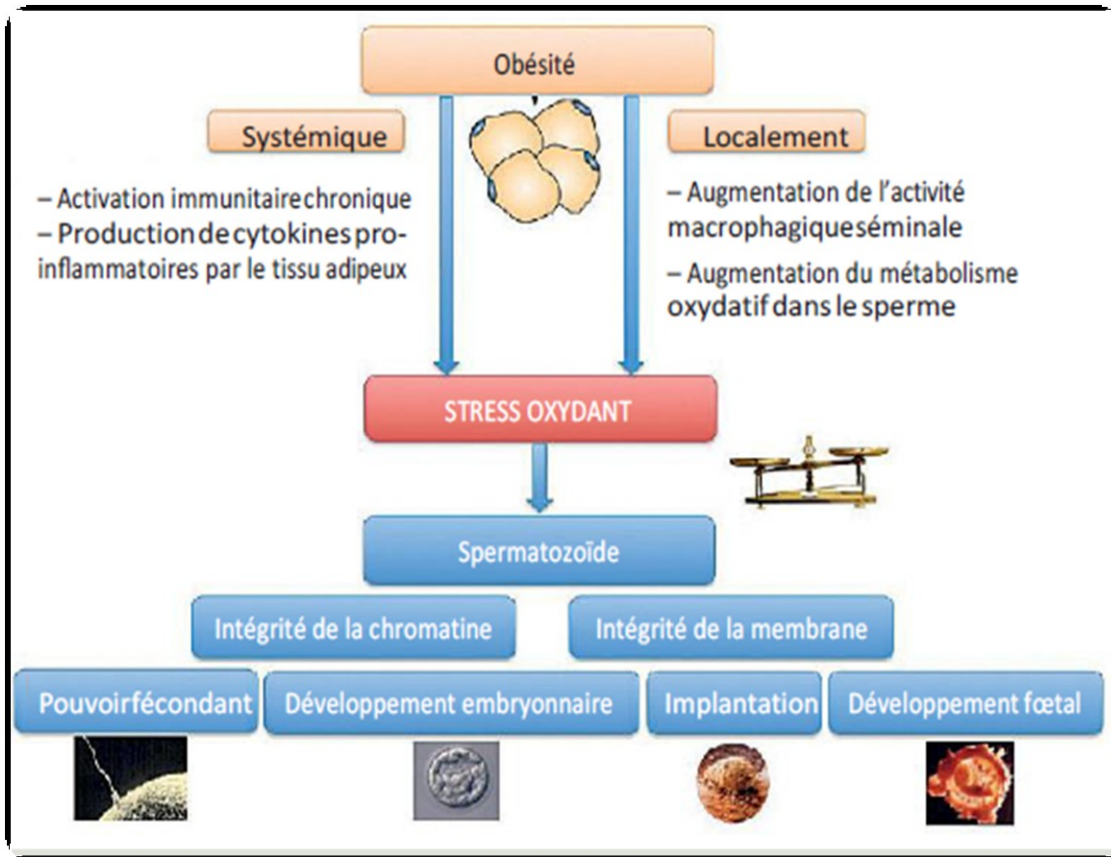 Obésité
Systémique
– Activation immunitaire chronique
– Production de cytokines pro-
inflammatoires par le tissu adipeux
Localement
– Augmentation de l’activité
macrophagique séminale
– Augmentation du métabolisme
oxydatif dans le sperme
STRESS OXYDANT
Spermatozoïde
Intégrité de la chromatine
Intégrité de la membrane
Pouvoir fécondant
Développement embryonnaire
Implantation
Développement fœtal